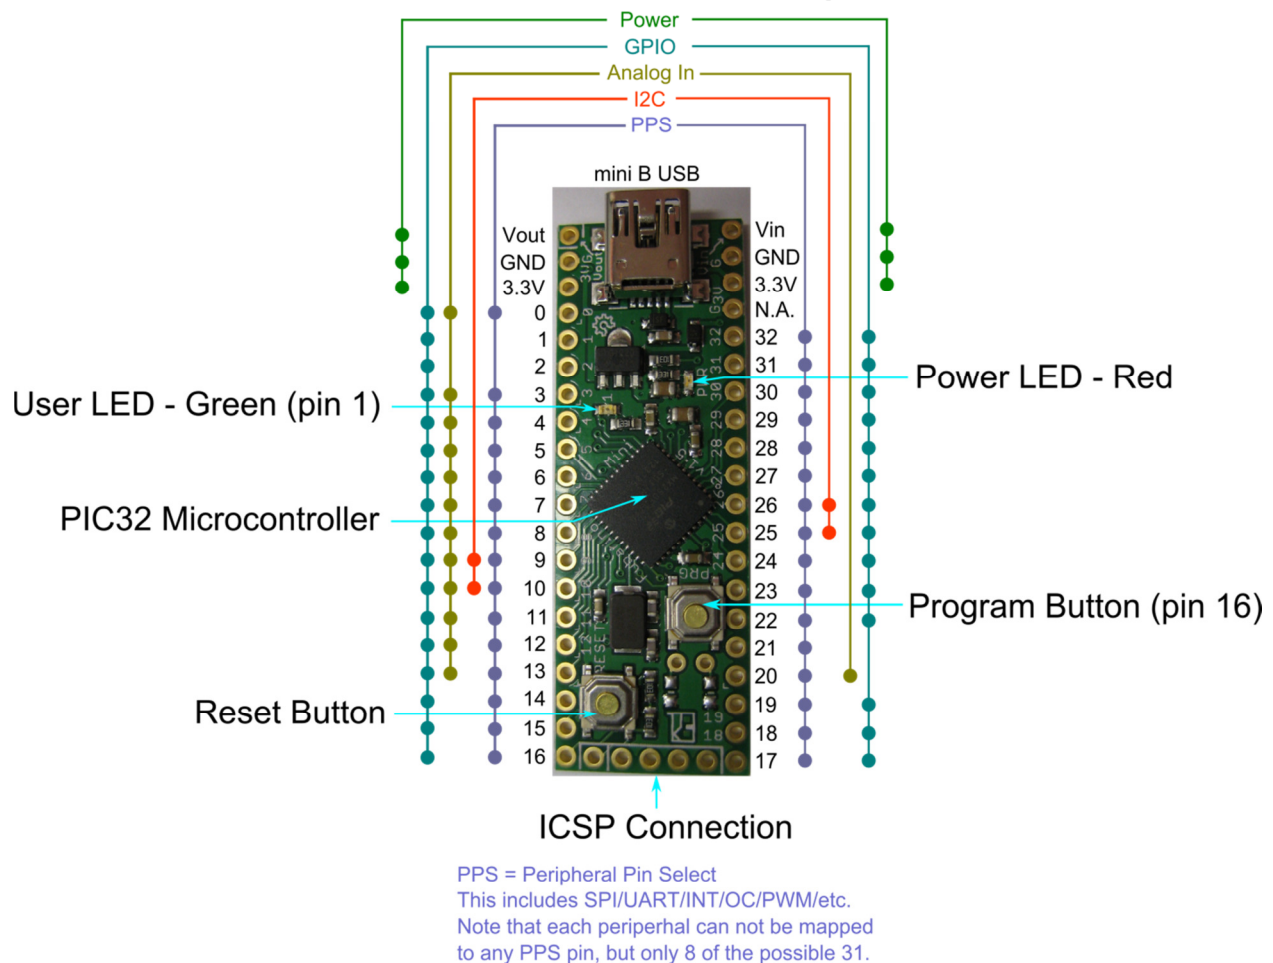 Power
GPIO
Analog In
I2C
PPS
mini B USB
Vout
GND
3.3V
0
1
2
3
4
5
6
7
8
9
10
11
12
13
14
15
16
Vin
GND
3.3V
N.A.
32
31
30
29
28
27
26
25
24
23
22
21
20
19
18
17
User LED - Green (pin 1)
PIC32 Microcontroller
Reset Button
Power LED - Red
Program Button (pin 16)
ICSP Connection
PRG
RESET
19
18
PPS = Peripheral Pin Select
This includes SPI/UART/INT/OC/PWM/etc.
Note that each periperhal can not be mapped
to any PPS pin, but only 8 of the possible 31.